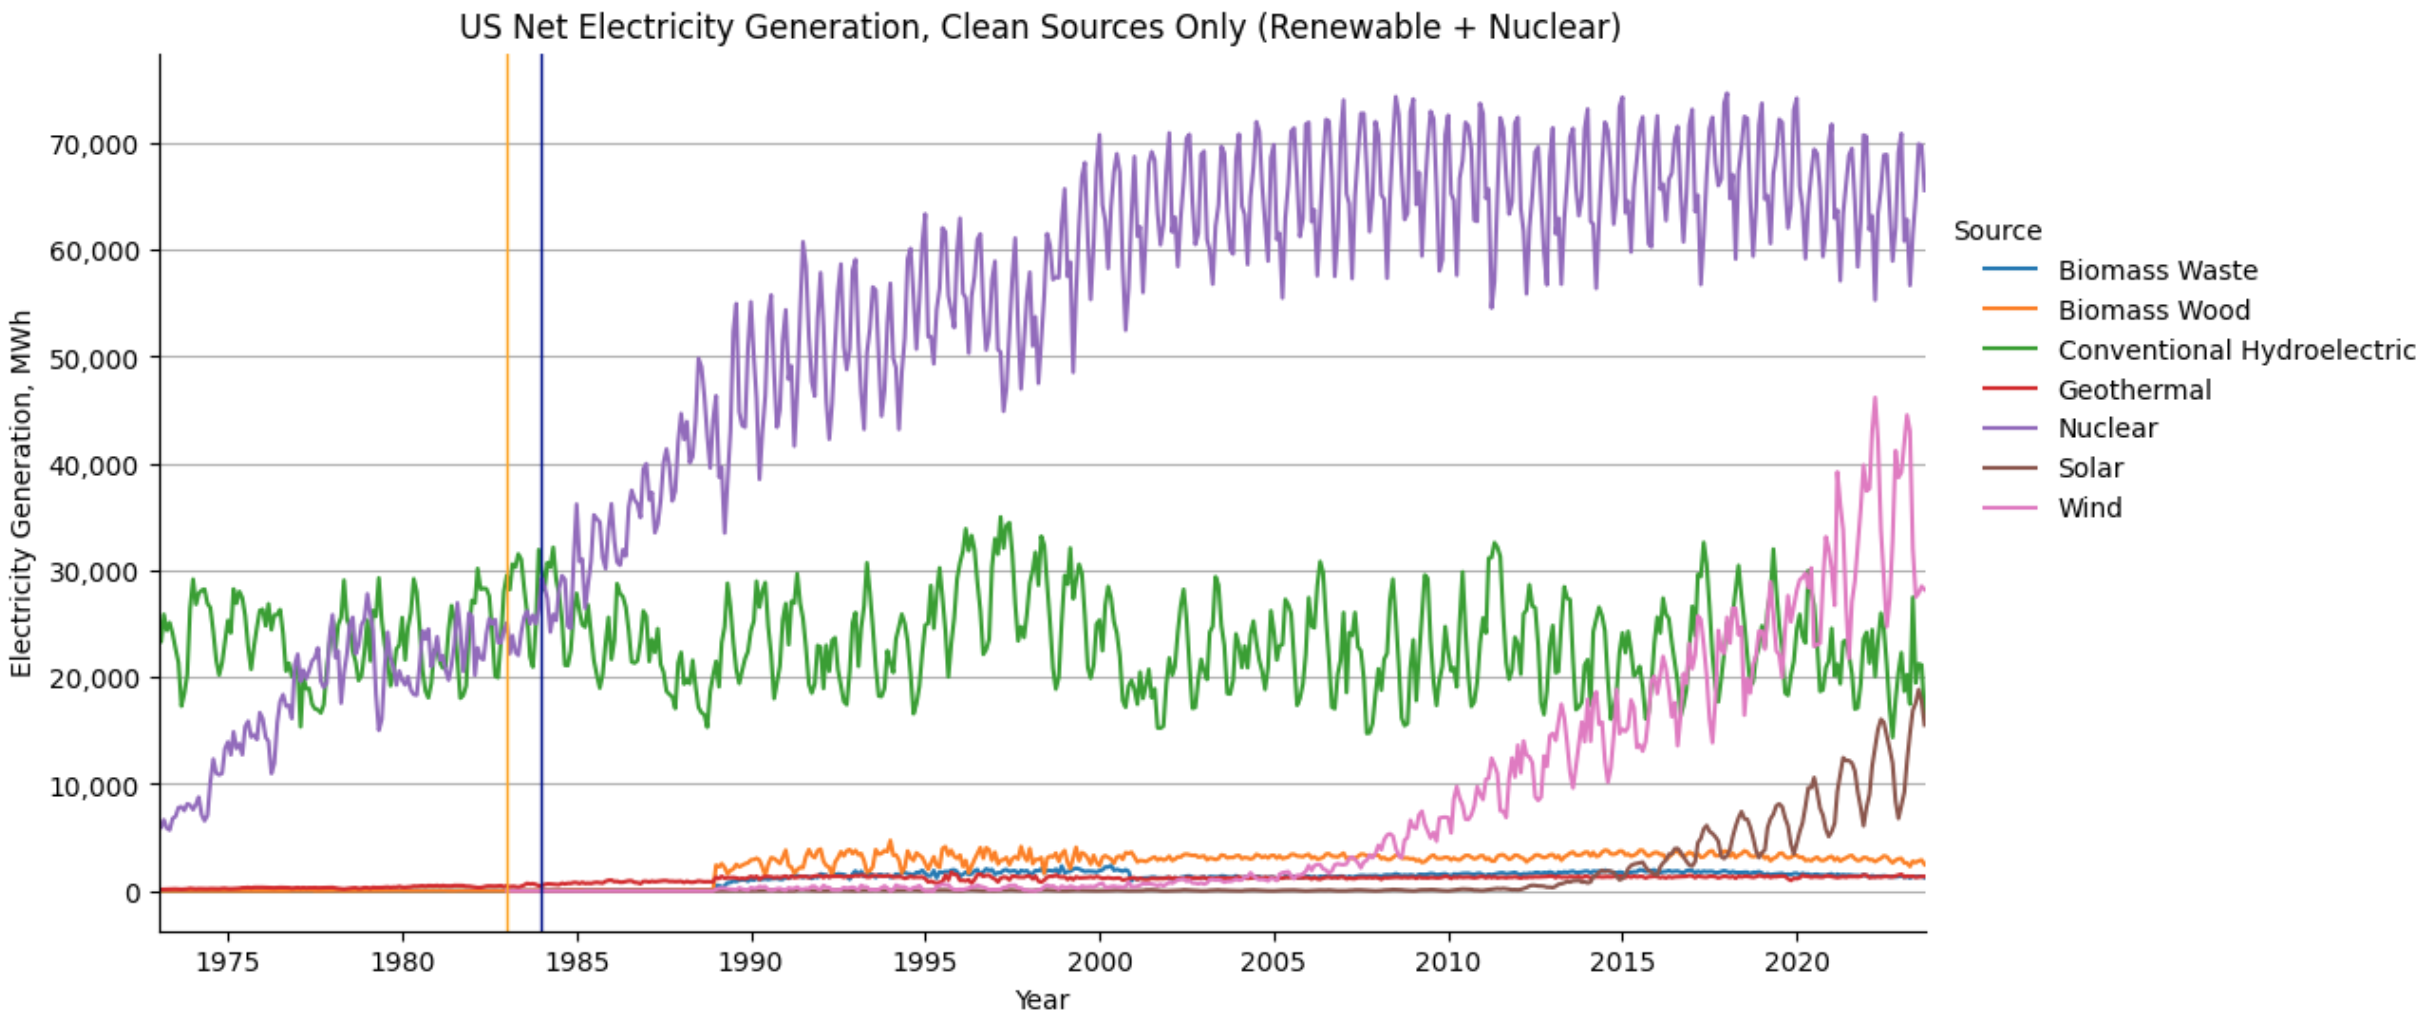 US Net Electricity Generation, Clean Sources Only (Renewable + Nuclear)
Electricity Generation, MWh
70,000
60,000
50,000
40,000
30,000
20,000
10,000
0
1975 1980 1985 1990 1995 2000 2005 2010 2015 2020
Year
Source
Biomass Waste
Biomass Wood
Conventional Hydroelectric
Geothermal
Nuclear
Solar
Wind